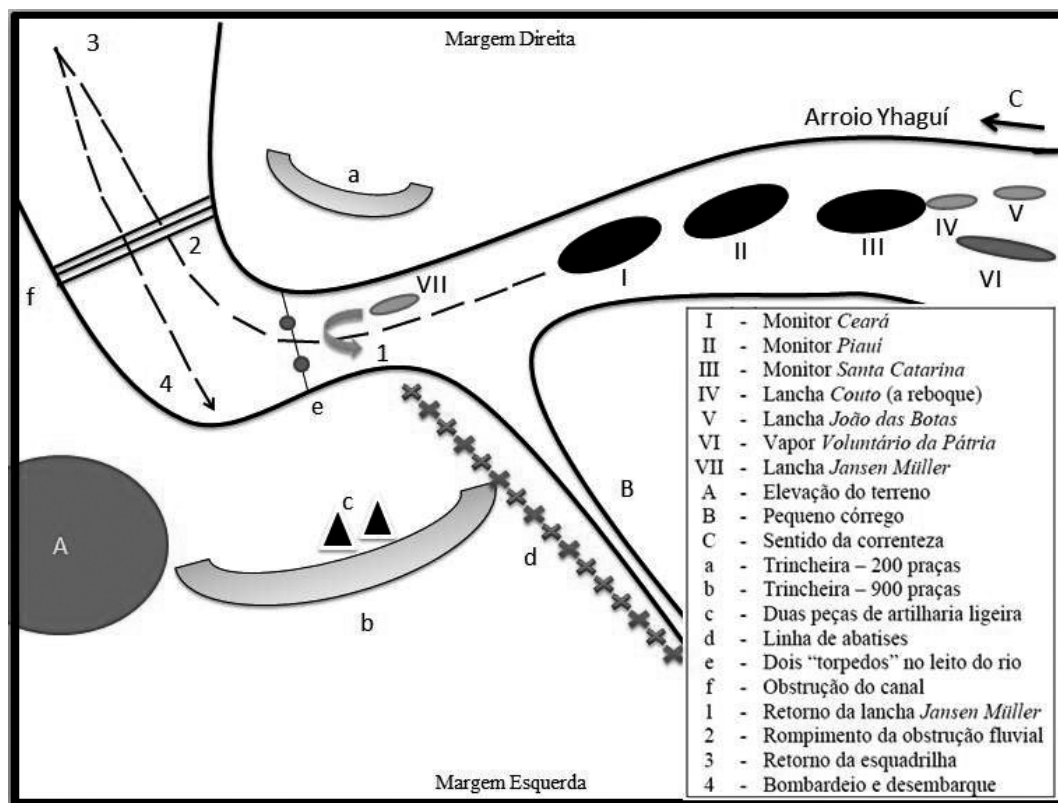 Margem Direita
3
C
Arroio Yhaguí
a
IV
V
2
II
III
VI
VII
I
f
1
4
e
I - Monitor Ceará
II - Monitor Piauí
III - Monitor Santa Catarina
IV - Lancha Couto (a reboque)
V - Lancha João das Botas
VI - Vapor Voluntário da Pátria
VII - Lancha Jansen Müller
A - Elevação do terreno
B - Pequeno córrego
C - Sentido da correnteza
a - Trincheira – 200 praças
b - Trincheira – 900 praças
c - Duas peças de artilharia ligeira
d - Linha de abatises
e - Dois “torpedos” no leito do rio
f - Obstrução do canal
1 - Retorno da lancha Jansen Müller
2 - Rompimento da obstrução fluvial
3 - Retorno da esquadrilha
4 - Bombardeio e desembarque
B
c
A
d
b
Margem Esquerda